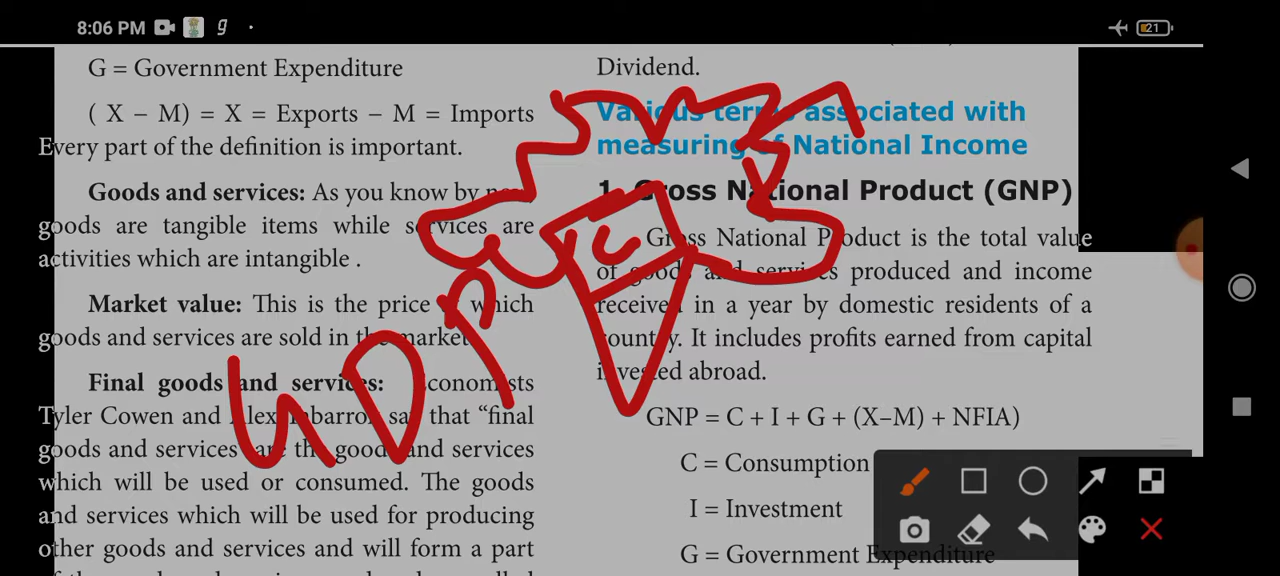 8:06 PM g 21
G = Government Expenditure
( X – M) = X = Exports – M = Imports
Every part of the definition is important.
Goods and services: As you know by
goods are tangible items while services are
activities which are intangible .
Market value: This is the price at which
goods and services are sold in the market
Final goods and services: Economists
Tyler Cowen and Alex Tabarrok say that “final
goods and services are the goods and services
which will be used or consumed. The goods
and services which will be used for producing
other goods and services and will form a part
Dividend.
Various terms associated with
measuring of National Income
1. Gross National Product (GNP)
Gross National Product is the total value
of goods and services produced and income
received in a year by domestic residents of a
country. It includes profits earned from capital
invested abroad.
GNP = C + I + G + (X–M) + NFIA)
C = Consumption
I = Investment
G = Government Expenditure
GDP
C